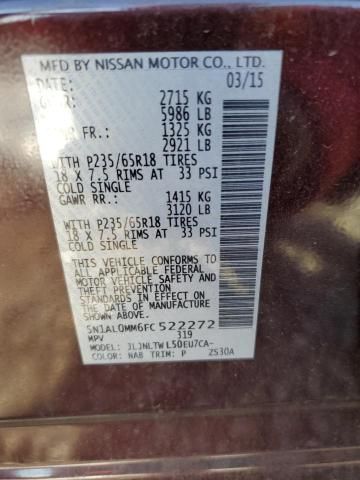 MFD BY NISSAN MOTOR CO., LTD.
03/15
GVWR: 2715 KG
5986 LB
GAWR FR.: 1325 KG
2921 LB
WITH P235/65R18 TIRES
18 X 7.5 RIMS AT 33 PSI
COLD SINGLE
GAWR RR.: 1415 KG
3120 LB
WITH P235/65R18 TIRES
18 X 7.5 RIMS AT 33 PSI
COLD SINGLE
THIS VEHICLE CONFORMS TO ALL APPLICABLE FEDERAL
MOTOR VEHICLE SAFETY AND
STANDARDS IN EFFECT ON THE
DATE OF MANUFACTURE SHOWN ABOVE.
5N1AL0MM6FC522272
MPV 319
MODEL: JLJNLTWL50EU7CA-
COLOR: NAB TRIM: P ZS30A